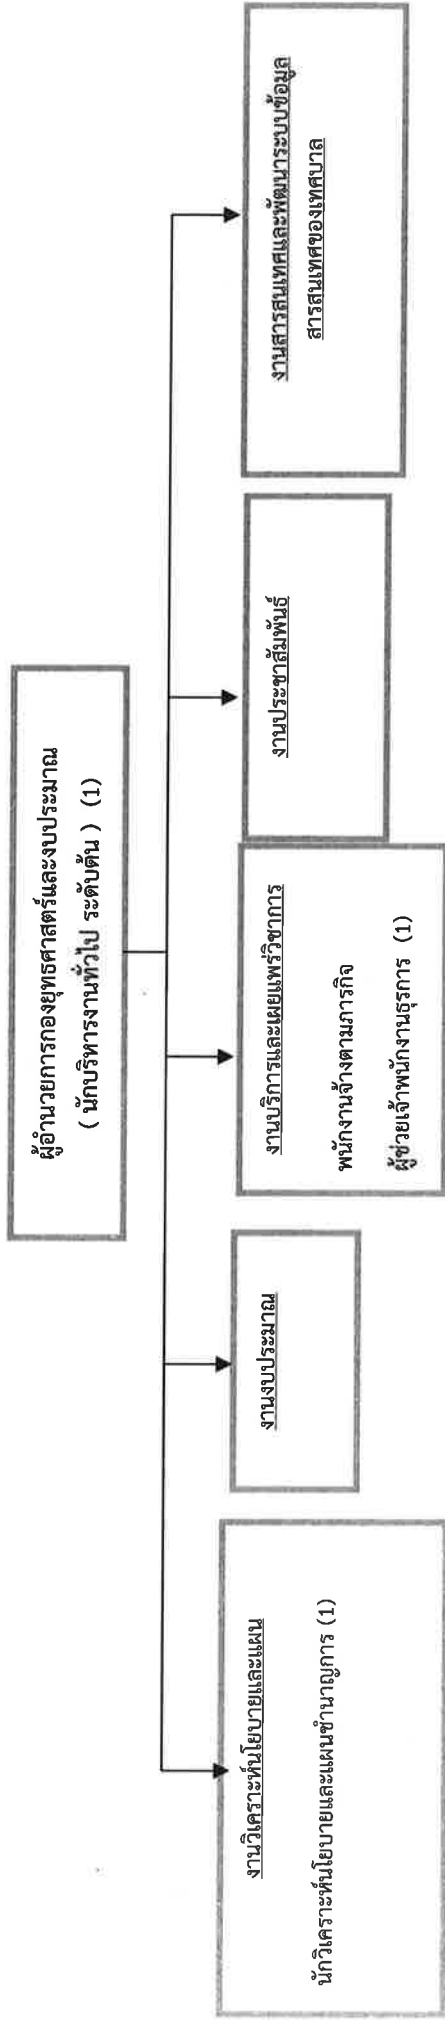 ผู้อำนวยการกองยุทธศาสตร์และงบประมาณ
( นักบริหารงานทั่วไป ระดับต้น ) (1)
งานวิเคราะห์นโยบายและแผน
นักวิเคราะห์นโยบายและแผนชำนาญการ (1)
งานงบประมาณ
งานบริการและเผยแพร่วิชาการ
พนักงานจ้างตามภารกิจ
ผู้ช่วยเจ้าพนักงานธุรการ (1)
งานประชาสัมพันธ์
งานสารสนเทศและพัฒนาระบบข้อมูล
สารสนเทศของเทศบาล